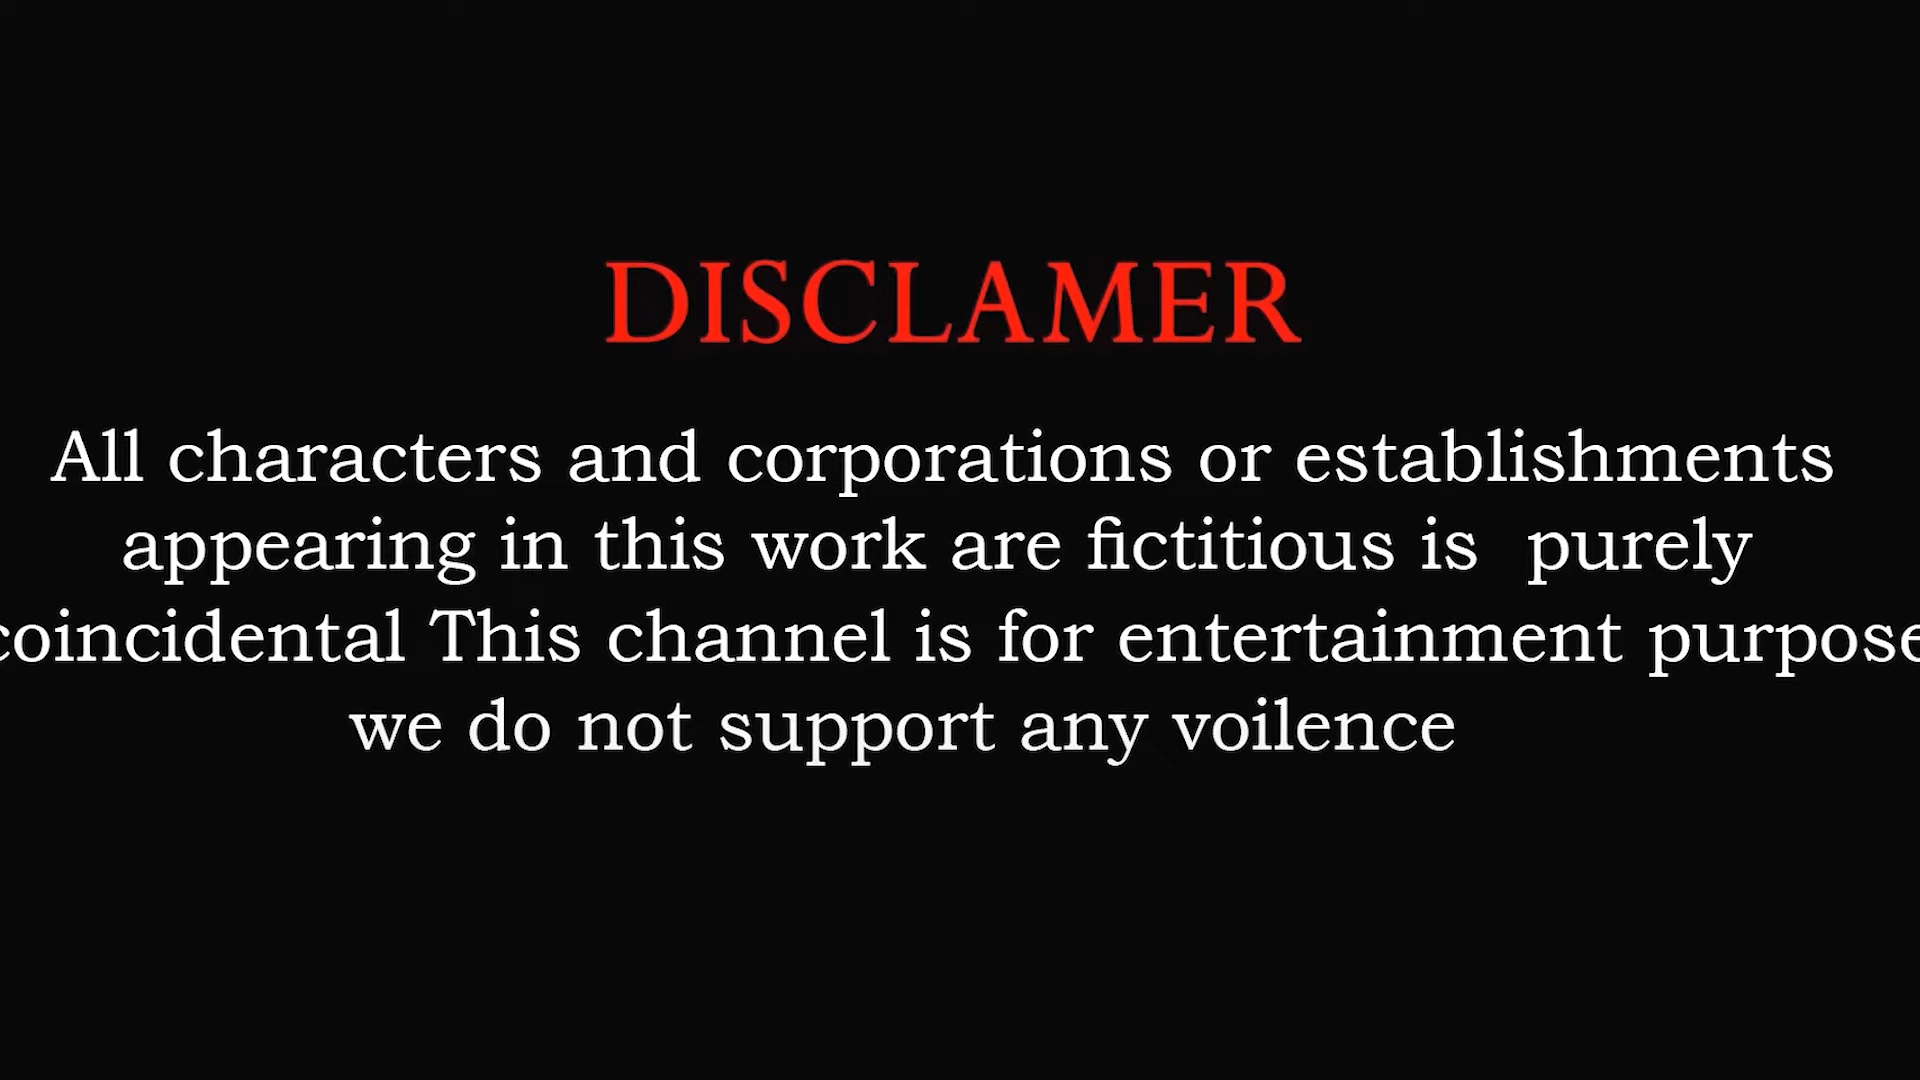 DISCLAMER
All characters and corporations or establishments
appearing in this work are fictitious is  purely
coincidental This channel is for entertainment purpose
we do not support any voilence